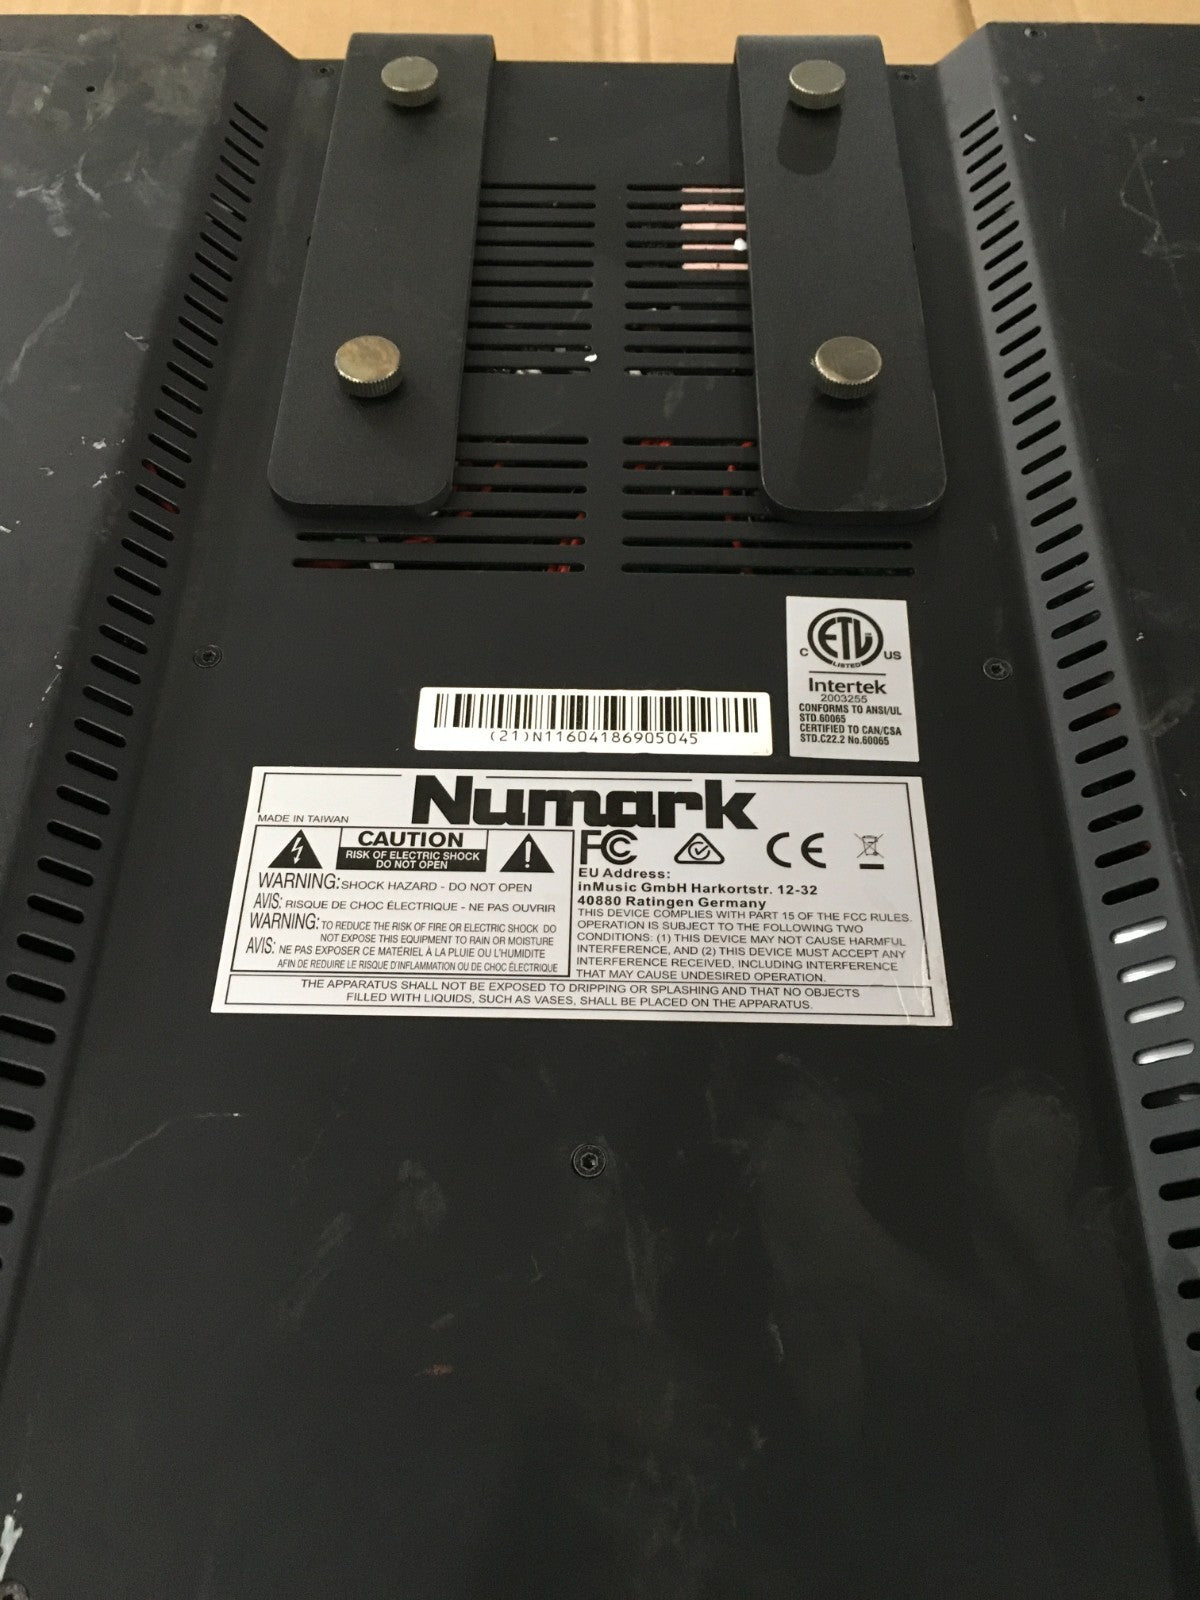 C ETL US
LISTED
Intertek
2003255
CONFORMS TO ANSI/UL
STD.60065
CERTIFIED TO CAN/CSA
STD.C22.2 No.60065
(21)N11604186905045
Numark
MADE IN TAIWAN
CAUTION
RISK OF ELECTRIC SHOCK
DO NOT OPEN
WARNING: SHOCK HAZARD - DO NOT OPEN
AVIS: RISQUE DE CHOC ÉLECTRIQUE - NE PAS OUVRIR
WARNING: TO REDUCE THE RISK OF FIRE OR ELECTRIC SHOCK DO
NOT EXPOSE THIS EQUIPMENT TO RAIN OR MOISTURE
AVIS: NE PAS EXPOSER CE MATERIEL À LA PLUIE OU L'HUMIDITE
AFIN DE REDUIRE LE RISQUE D'INFLAMMATION OU DE CHOC ÉLECTRIQUE
FC CE
EU Address:
inMusic GmbH Harkortstr. 12-32
40880 Ratingen Germany
THIS DEVICE COMPLIES WITH PART 15 OF THE FCC RULES.
OPERATION IS SUBJECT TO THE FOLLOWING TWO
CONDITIONS: (1) THIS DEVICE MAY NOT CAUSE HARMFUL
INTERFERENCE, AND (2) THIS DEVICE MUST ACCEPT ANY
INTERFERENCE RECEIVED, INCLUDING INTERFERENCE
THAT MAY CAUSE UNDESIRED OPERATION.
THE APPARATUS SHALL NOT BE EXPOSED TO DRIPPING OR SPLASHING AND THAT NO OBJECTS
FILLED WITH LIQUIDS, SUCH AS VASES, SHALL BE PLACED ON THE APPARATUS.